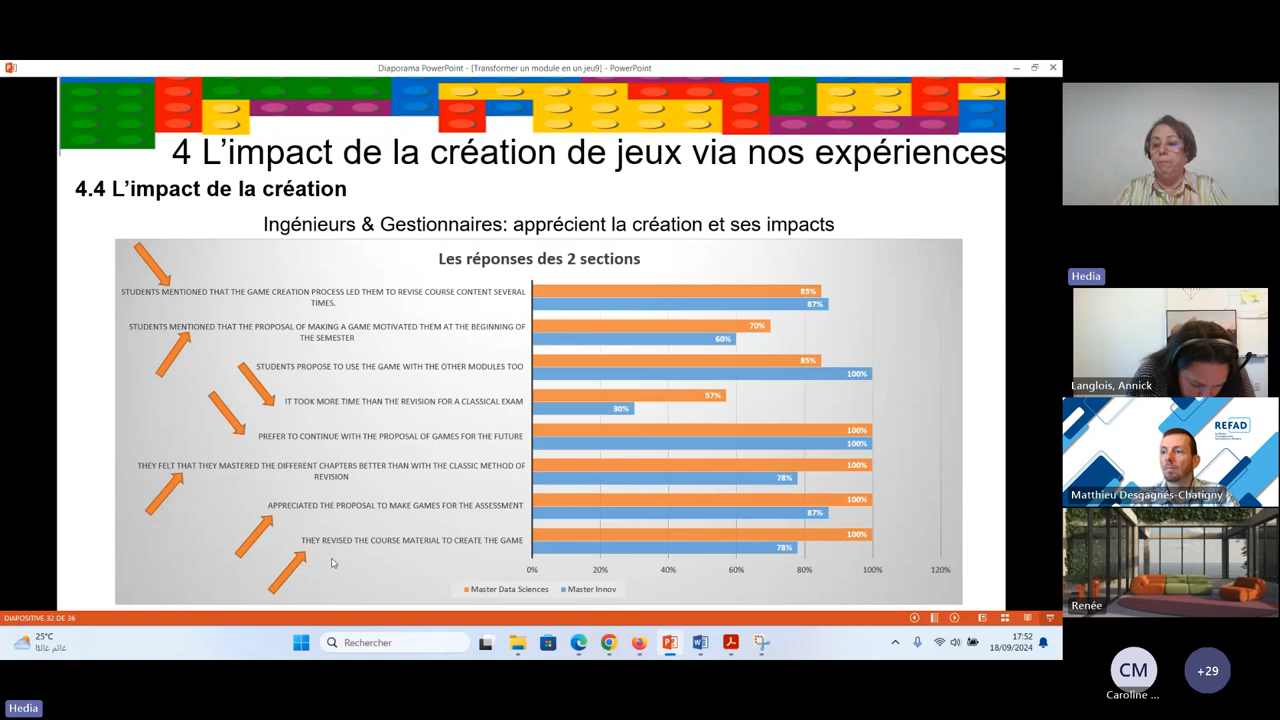 Diaporama PowerPoint - [Transformer un module en un jeu9] - PowerPoint
4 L'impact de la création de jeux via nos expériences
4.4 L'impact de la création
Ingénieurs & Gestionnaires: apprécient la création et ses impacts
Les réponses des 2 sections
STUDENTS MENTIONED THAT THE GAME CREATION PROCESS LED THEM TO REVISE COURSE CONTENT SEVERAL
TIMES.
85%
87%
STUDENTS MENTIONED THAT THE PROPOSAL OF MAKING A GAME MOTIVATED THEM AT THE BEGINNING OF
THE SEMESTER
70%
60%
STUDENTS PROPOSE TO USE THE GAME WITH THE OTHER MODULES TOO
85%
100%
IT TOOK MORE TIME THAN THE REVISION FOR A CLASSICAL EXAM
57%
30%
PREFER TO CONTINUE WITH THE PROPOSAL OF GAMES FOR THE FUTURE
100%
100%
THEY FELT THAT THEY MASTERED THE DIFFERENT CHAPTERS BETTER THAN WITH THE CLASSIC METHOD OF
REVISION
100%
78%
APPRECIATED THE PROPOSAL TO MAKE GAMES FOR THE ASSESSMENT
100%
87%
THEY REVISED THE COURSE MATERIAL TO CREATE THE GAME
100%
78%
0% 20% 40% 60% 80% 100% 120%
Master Data Sciences Master Innov
DIAPOSITIVE 32 DE 36
25°C
غائم غالبًا
Rechercher
17:52
18/09/2024
Hedia
Hedia
Langlois, Annick
REFAD
Matthieu Desgagnés-Chatigny
Renée
CM
Caroline ...
+29